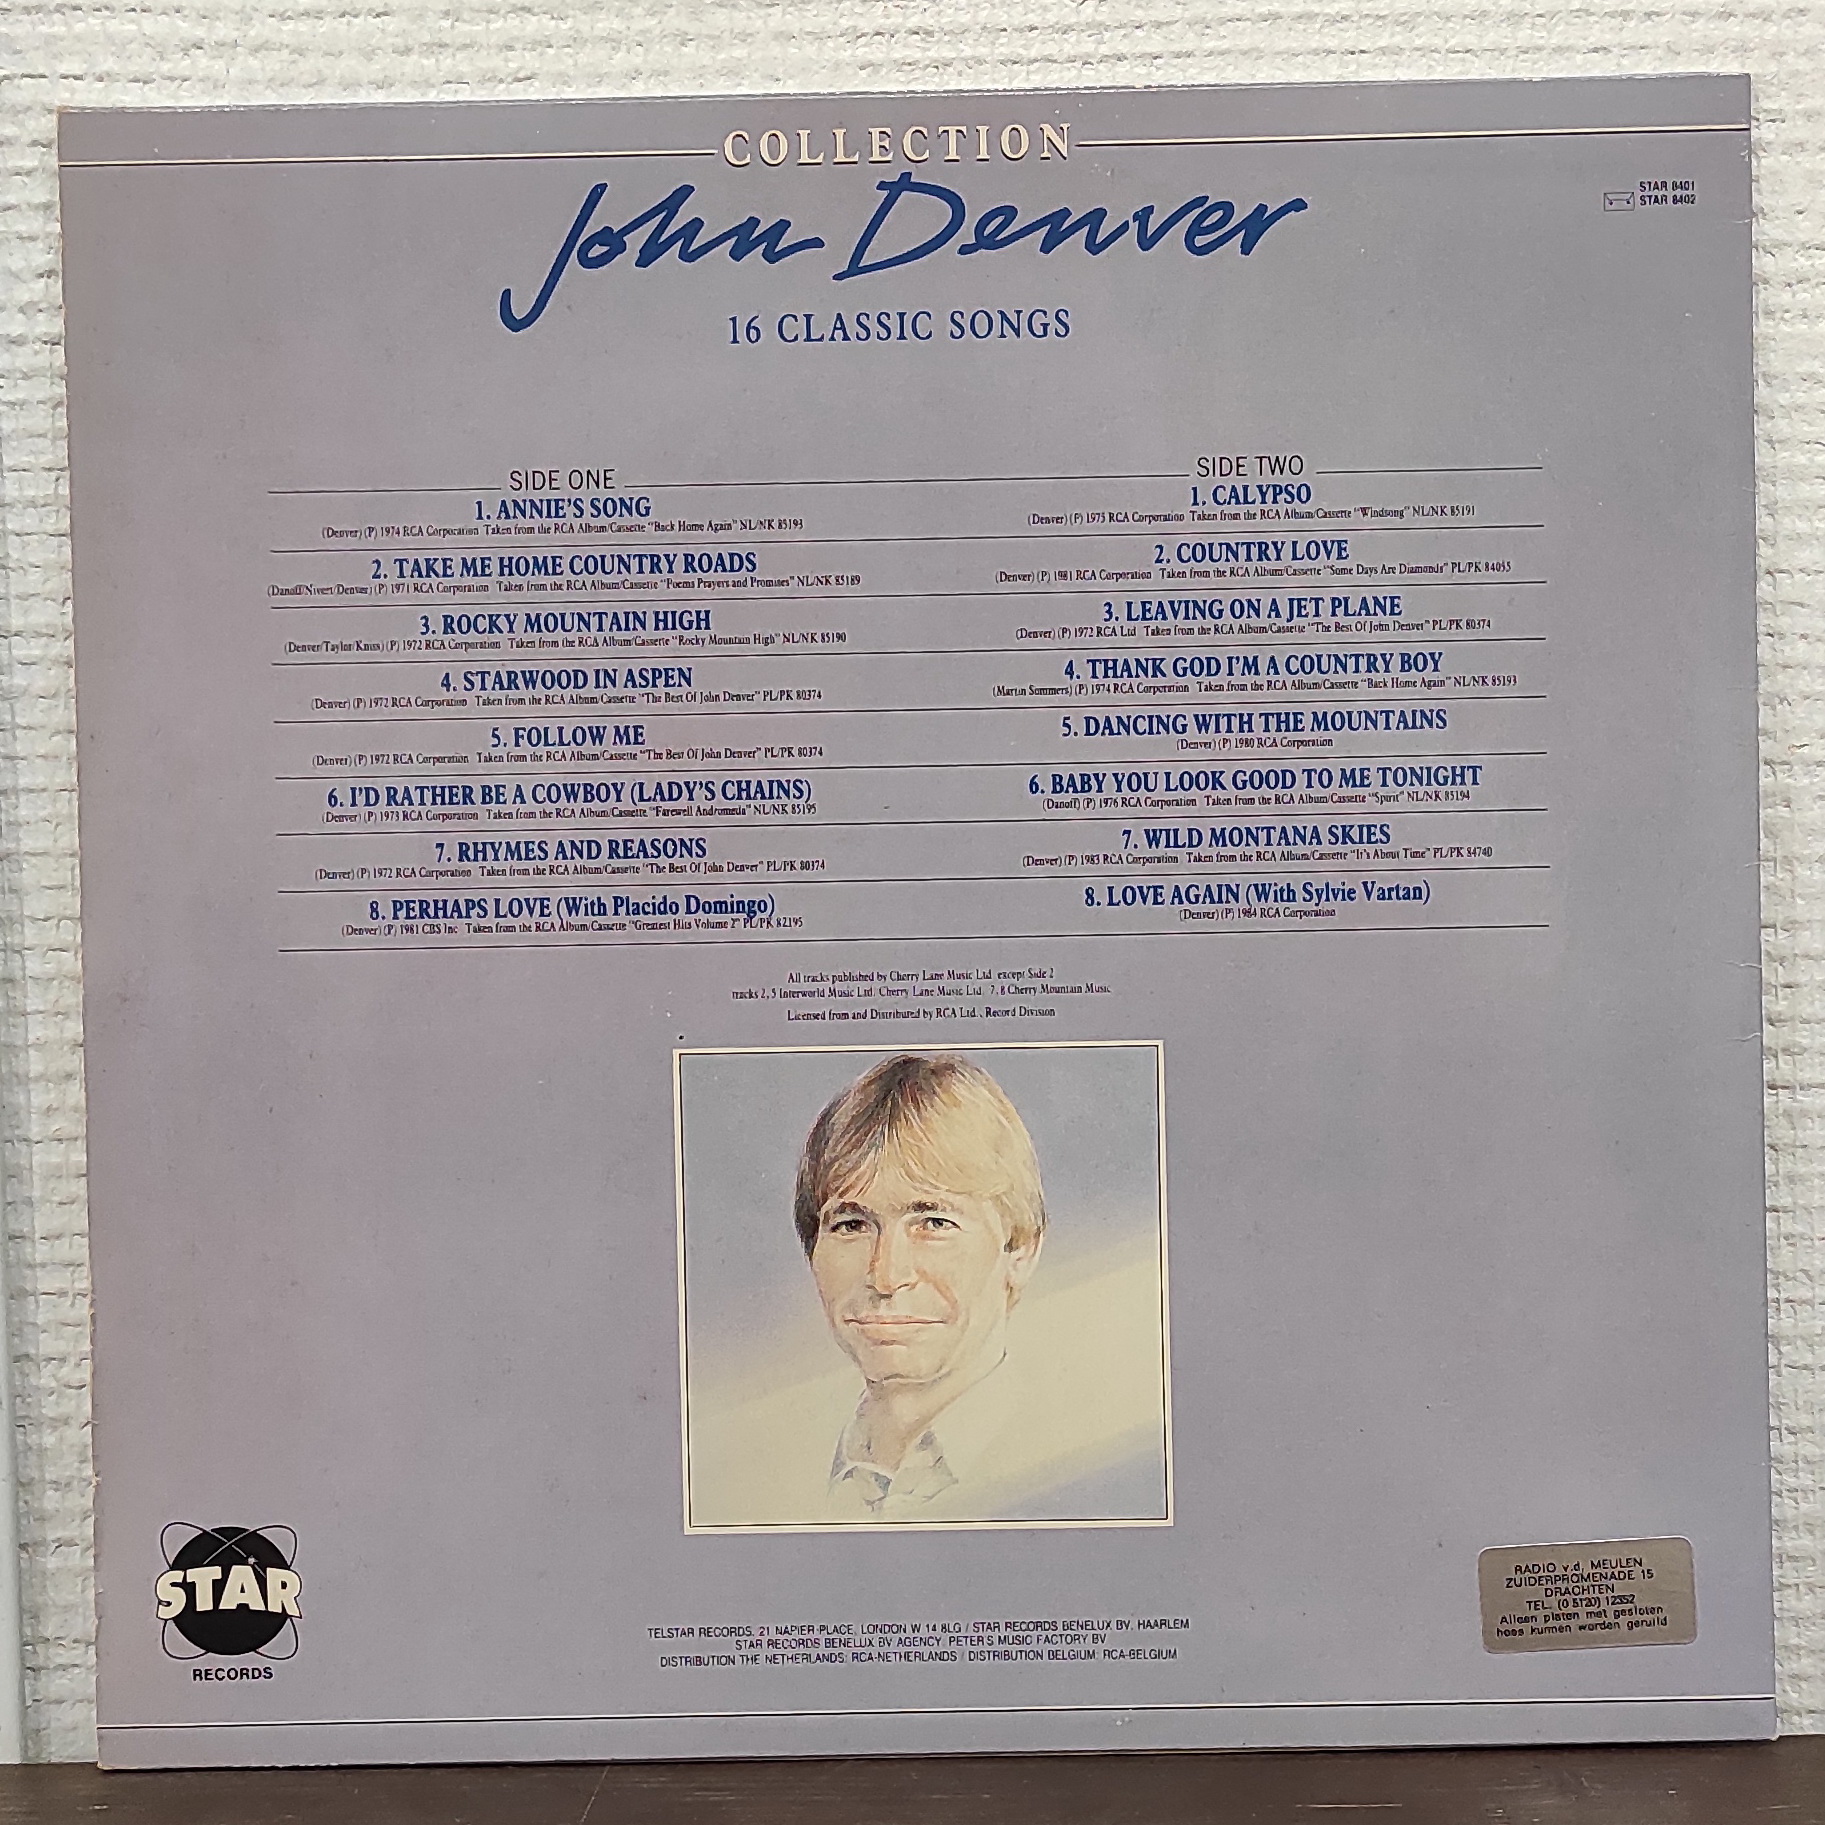 COLLECTION
John Denver
16 CLASSIC SONGS
STAR 8401
STAR 8402
SIDE ONE
1. ANNIE'S SONG
(Denver) (P) 1974 RCA Corporation Taken from the RCA Album/Cassette "Back Home Again" NL/NK 85193
2. TAKE ME HOME COUNTRY ROADS
(Danoff/Nivert/Denver) (P) 1971 RCA Corporation Taken from the RCA Album/Cassette "Poems Prayers and Promises" NL/NK 85189
3. ROCKY MOUNTAIN HIGH
(Denver/Taylor/Kniss) (P) 1972 RCA Corporation Taken from the RCA Album/Cassette "Rocky Mountain High" NL/NK 85190
4. STARWOOD IN ASPEN
(Denver) (P) 1972 RCA Corporation Taken from the RCA Album/Cassette "The Best Of John Denver" PL/PK 80374
5. FOLLOW ME
(Denver) (P) 1972 RCA Corporation Taken from the RCA Album/Cassette "The Best Of John Denver" PL/PK 80374
6. I'D RATHER BE A COWBOY (LADY'S CHAINS)
(Denver) (P) 1973 RCA Corporation Taken from the RCA Album/Cassette "Farewell Andromeda" NL/NK 85195
7. RHYMES AND REASONS
(Denver) (P) 1972 RCA Corporation Taken from the RCA Album/Cassette "The Best Of John Denver" PL/PK 80374
8. PERHAPS LOVE (With Placido Domingo)
(Denver) (P) 1981 CBS Inc Taken from the RCA Album/Cassette "Greatest Hits Volume 2" PL/PK 82195
SIDE TWO
1. CALYPSO
(Denver) (P) 1975 RCA Corporation Taken from the RCA Album/Cassette "Windsong" NL/NK 85191
2. COUNTRY LOVE
(Denver) (P) 1981 RCA Corporation Taken from the RCA Album/Cassette "Some Days Are Diamonds" PL/PK 84055
3. LEAVING ON A JET PLANE
(Denver) (P) 1972 RCA Ltd Taken from the RCA Album/Cassette "The Best Of John Denver" PL/PK 80374
4. THANK GOD I'M A COUNTRY BOY
(Martin Sommers) (P) 1974 RCA Corporation Taken from the RCA Album/Cassette "Back Home Again" NL/NK 85193
5. DANCING WITH THE MOUNTAINS
(Denver) (P) 1980 RCA Corporation
6. BABY YOU LOOK GOOD TO ME TONIGHT
(Danoff) (P) 1976 RCA Corporation Taken from the RCA Album/Cassette "Spirit" NL/NK 85194
7. WILD MONTANA SKIES
(Denver) (P) 1983 RCA Corporation Taken from the RCA Album/Cassette "It's About Time" PL/PK 84740
8. LOVE AGAIN (With Sylvie Vartan)
(Denver) (P) 1984 RCA Corporation
All tracks published by Cherry Lane Music Ltd. except Side 2
tracks 2, 5 Interworld Music Ltd. Cherry Lane Music Ltd. 7, 8 Cherry Mountain Music
Licensed from and Distributed by RCA Ltd., Record Division
STAR
RECORDS
TELSTAR RECORDS, 21 NAPIER PLACE, LONDON W 14 8LG / STAR RECORDS BENELUX BV, HAARLEM
STAR RECORDS BENELUX BV AGENCY, PETER'S MUSIC FACTORY BV
DISTRIBUTION THE NETHERLANDS: RCA-NETHERLANDS / DISTRIBUTION BELGIUM: RCA-BELGIUM
RADIO v.d. MEULEN
ZUIDERPROMENADE 15
DRACHTEN
TEL. (0 5120) 12352
Alleen platen met gesloten
hoes kunnen worden geruild